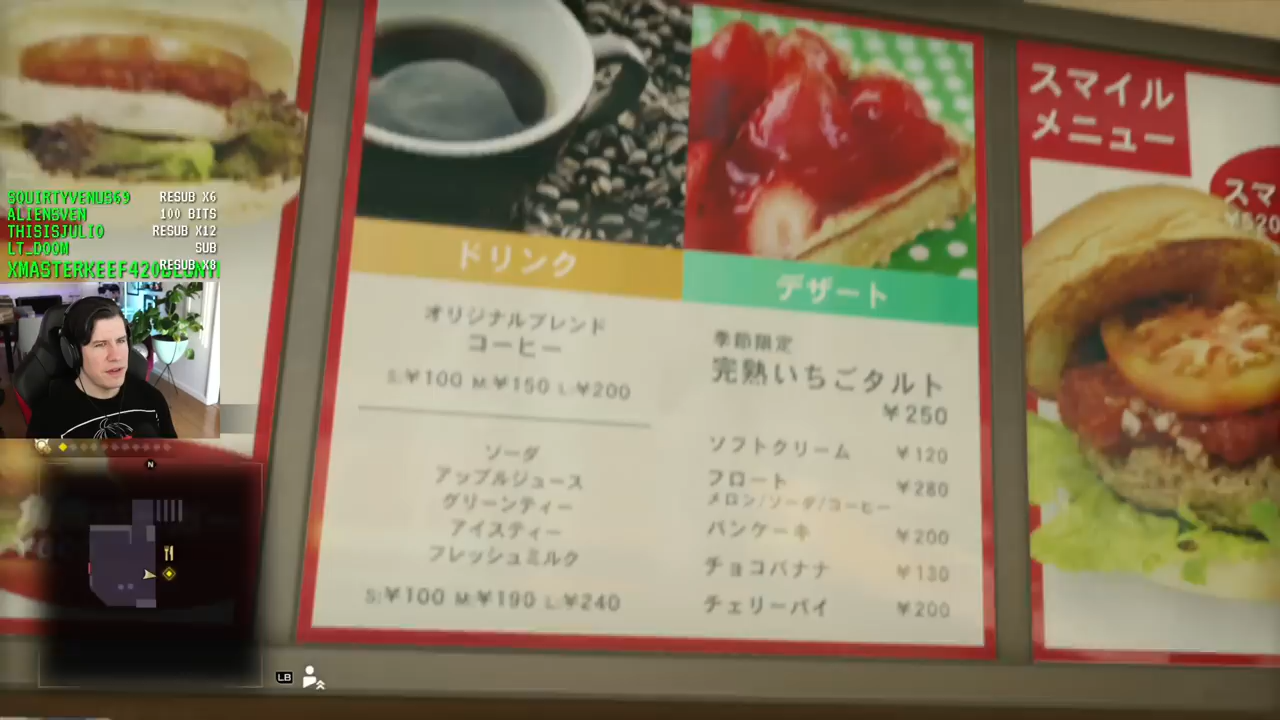 SQUIRTYVENUS69 RESUB X6
ALIENSVEN 100 BITS
THISISJULIO RESUB X12
LT_DOOM SUB
RESUB X8
N
LB
ドリンク
オリジナルブレンド
コーヒー
S:¥100 M:¥150 L:¥200
ソーダ
アップルジュース
グリーンティー
アイスティー
フレッシュミルク
S:¥100 M:¥190 L:¥240
デザート
季節限定
完熟いちごタルト
¥250
ソフトクリーム ¥120
フロート ¥280
メロン/ソーダ/コーヒー
パンケーキ ¥200
チョコバナナ ¥130
チェリーパイ ¥200
スマイル
メニュー
スマ
¥520